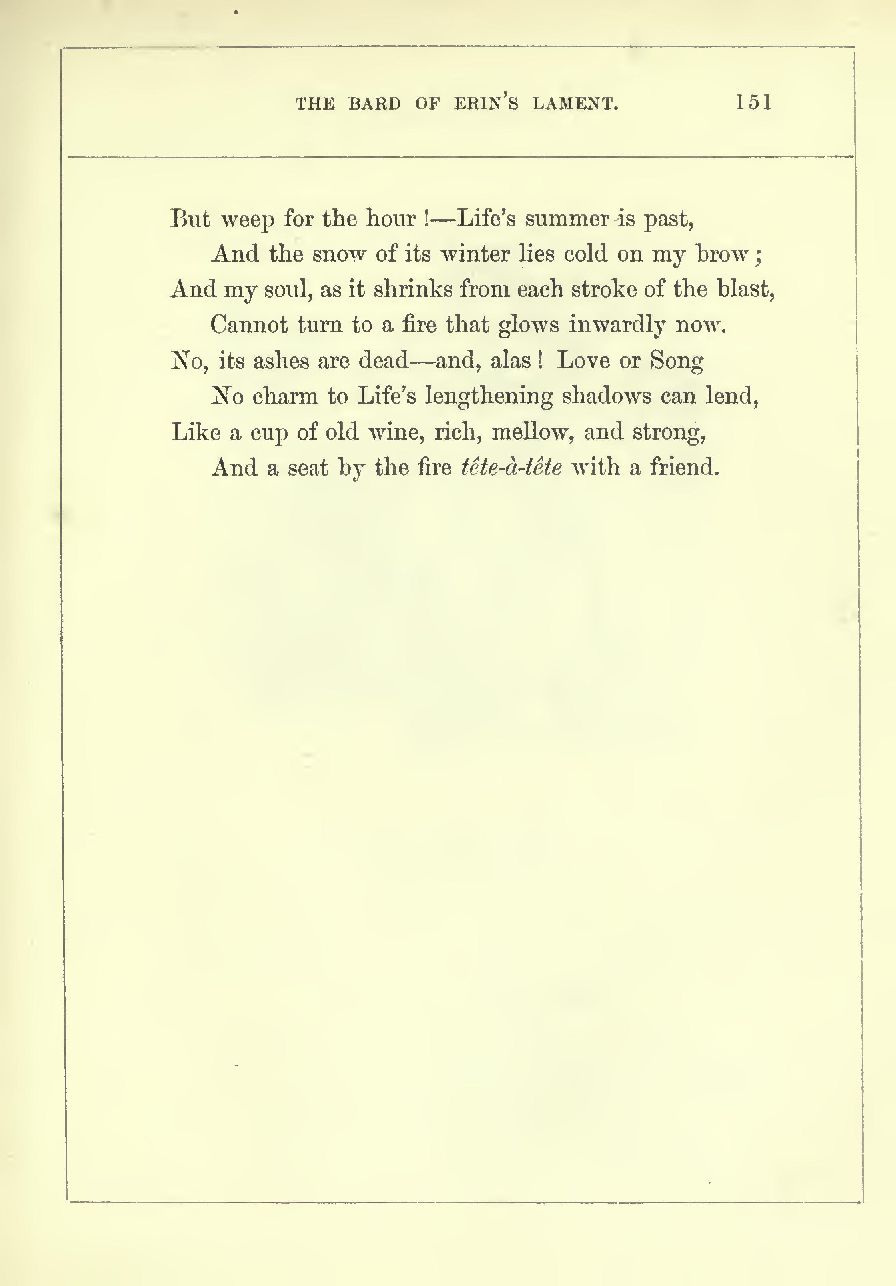 THE BARD OF ERIN'S LAMENT. 151
But weep for the hour !—Life's summer is past,
And the snow of its winter lies cold on my brow ;
And my soul, as it shrinks from each stroke of the blast,
Cannot turn to a fire that glows inwardly now.
No, its ashes are dead—and, alas ! Love or Song
No charm to Life's lengthening shadows can lend,
Like a cup of old wine, rich, mellow, and strong,
And a seat by the fire tête-à-tête with a friend.